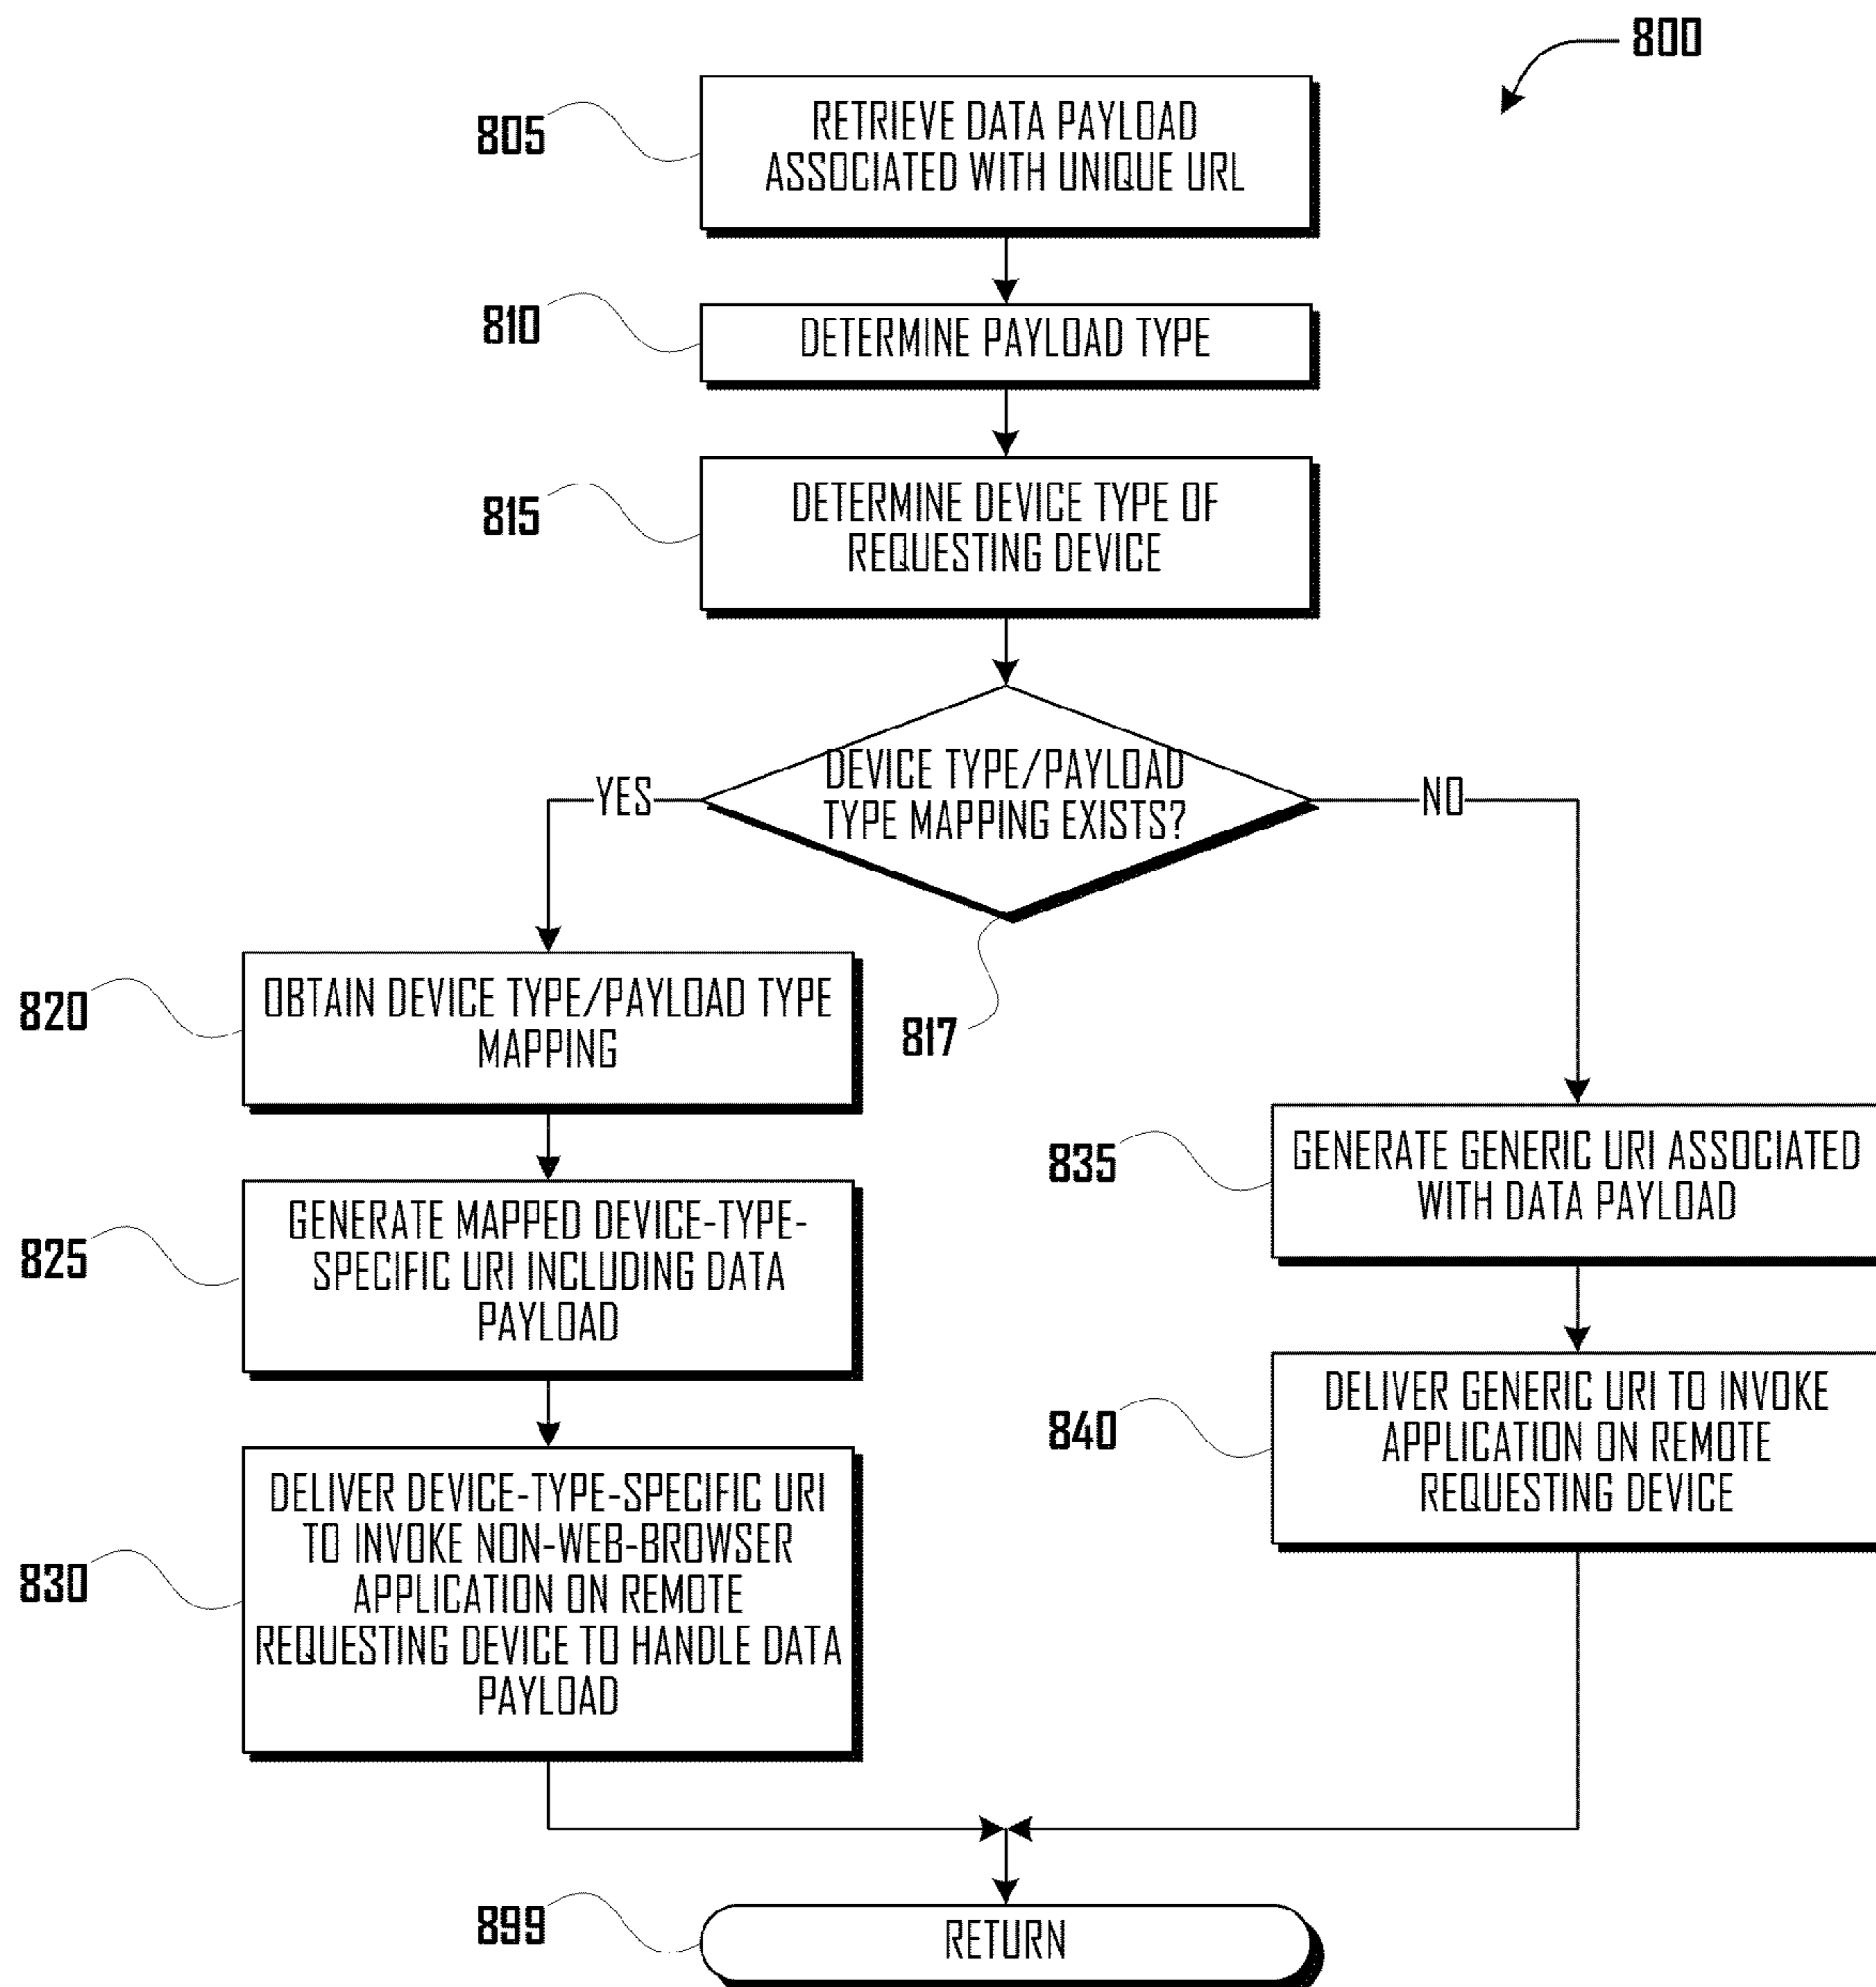 800
805
RETRIEVE DATA PAYLOAD
ASSOCIATED WITH UNIQUE URL
810
DETERMINE PAYLOAD TYPE
815
DETERMINE DEVICE TYPE OF
REQUESTING DEVICE
DEVICE TYPE/PAYLOAD
TYPE MAPPING EXISTS?
YES
NO
817
820
OBTAIN DEVICE TYPE/PAYLOAD TYPE
MAPPING
825
GENERATE MAPPED DEVICE-TYPE-
SPECIFIC URI INCLUDING DATA
PAYLOAD
830
DELIVER DEVICE-TYPE-SPECIFIC URI
TO INVOKE NON-WEB-BROWSER
APPLICATION ON REMOTE
REQUESTING DEVICE TO HANDLE DATA
PAYLOAD
835
GENERATE GENERIC URI ASSOCIATED
WITH DATA PAYLOAD
840
DELIVER GENERIC URI TO INVOKE
APPLICATION ON REMOTE
REQUESTING DEVICE
899
RETURN